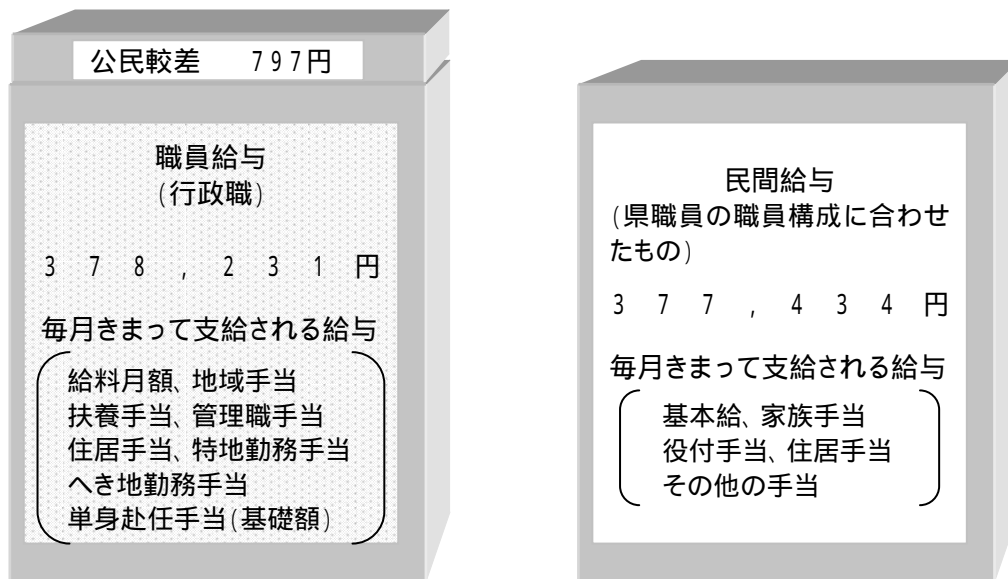 公民較差　797円
職員給与
(行政職)
378,231円
毎月きまって支給される給与
給料月額、地域手当
扶養手当、管理職手当
住居手当、特地勤務手当
へき地勤務手当
単身赴任手当(基礎額)
民間給与
(県職員の職員構成に合わせ
たもの)
377,434円
毎月きまって支給される給与
基本給、家族手当
役付手当、住居手当
その他の手当